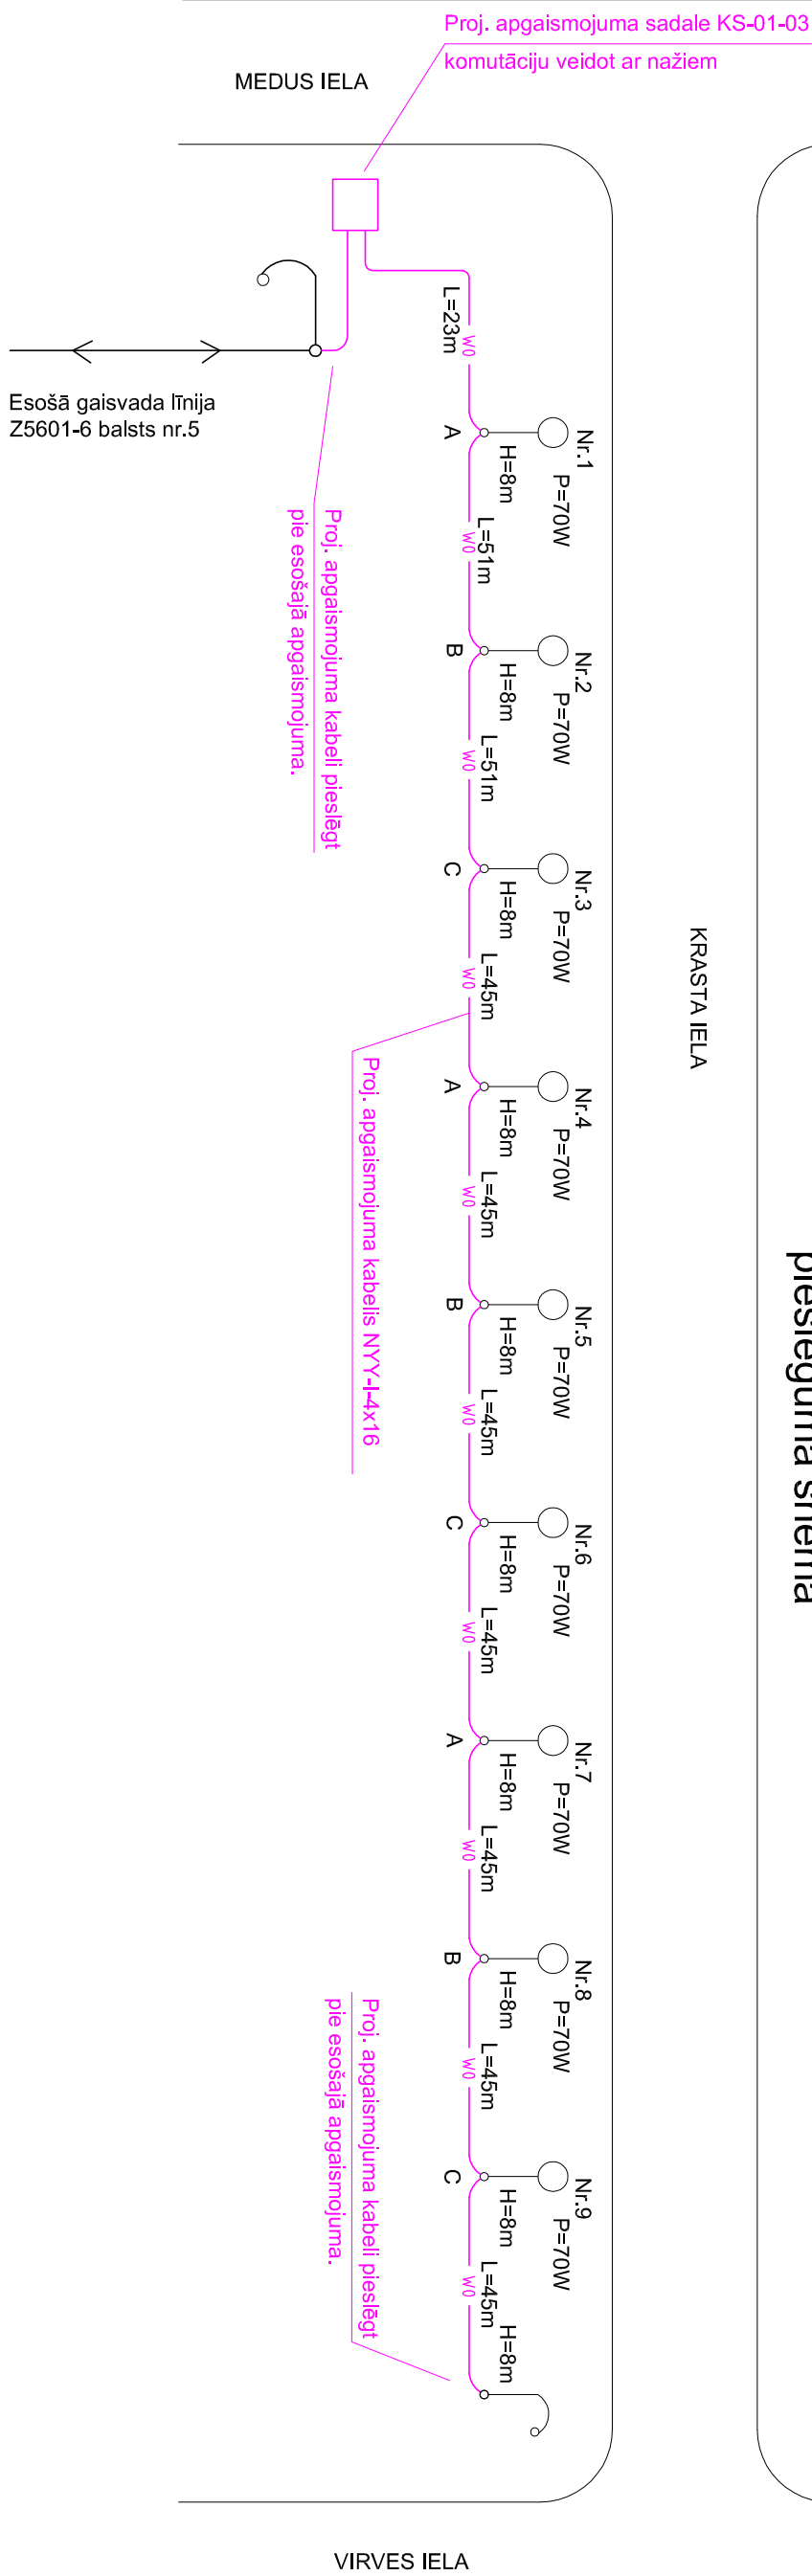 Proj. apgaismojuma sadale KS-01-03
komutāciju veidot ar nažiem
MEDUS IELA
L=23m
W0
Esošā gaisvada līnija
Z5601-6 balsts nr.5
A
H=8m
Nr.1
P=70W
Proj. apgaismojuma kabeli pieslēgt
pie esošajā apgaismojuma.
L=51m
W0
B
H=8m
Nr.2
P=70W
L=51m
W0
C
H=8m
Nr.3
P=70W
KRASTA IELA
L=45m
W0
Proj. apgaismojuma kabelis NYY-I-4x16
A
H=8m
Nr.4
P=70W
L=45m
W0
pieslēguma shēma
B
H=8m
Nr.5
P=70W
L=45m
W0
C
H=8m
Nr.6
P=70W
L=45m
W0
A
H=8m
Nr.7
P=70W
L=45m
W0
B
H=8m
Nr.8
P=70W
Proj. apgaismojuma kabeli pieslēgt
pie esošajā apgaismojuma.
L=45m
W0
C
H=8m
Nr.9
P=70W
L=45m
W0
H=8m
VIRVES IELA